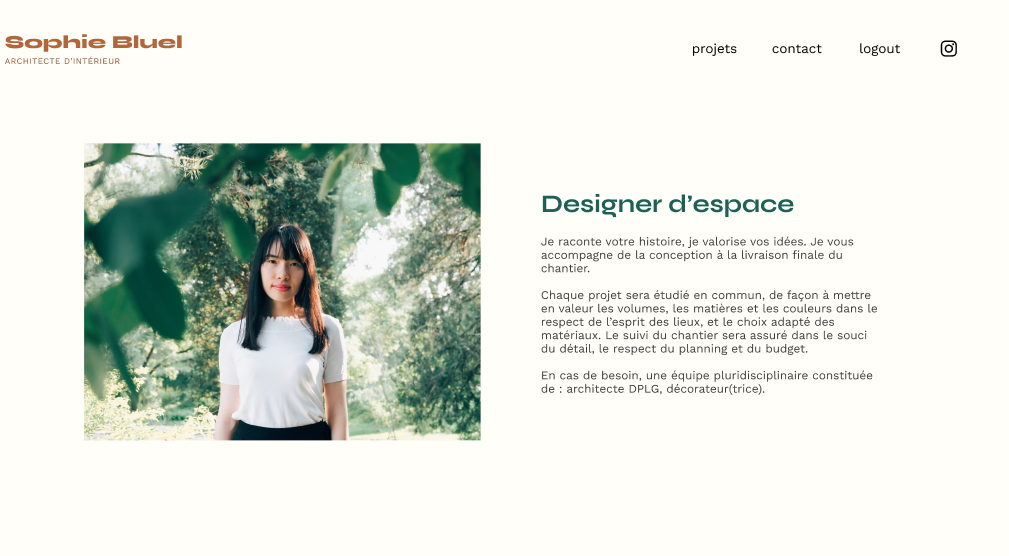 Sophie Bluel
ARCHITECTE D'INTÉRIEUR
projets contact logout
Designer d’espace
Je raconte votre histoire, je valorise vos idées. Je vous
accompagne de la conception à la livraison finale du
chantier.
Chaque projet sera étudié en commun, de façon à mettre
en valeur les volumes, les matières et les couleurs dans le
respect de l’esprit des lieux, et le choix adapté des
matériaux. Le suivi du chantier sera assuré dans le souci
du détail, le respect du planning et du budget.
En cas de besoin, une équipe pluridisciplinaire constituée
de : architecte DPLG, décorateur(trice).